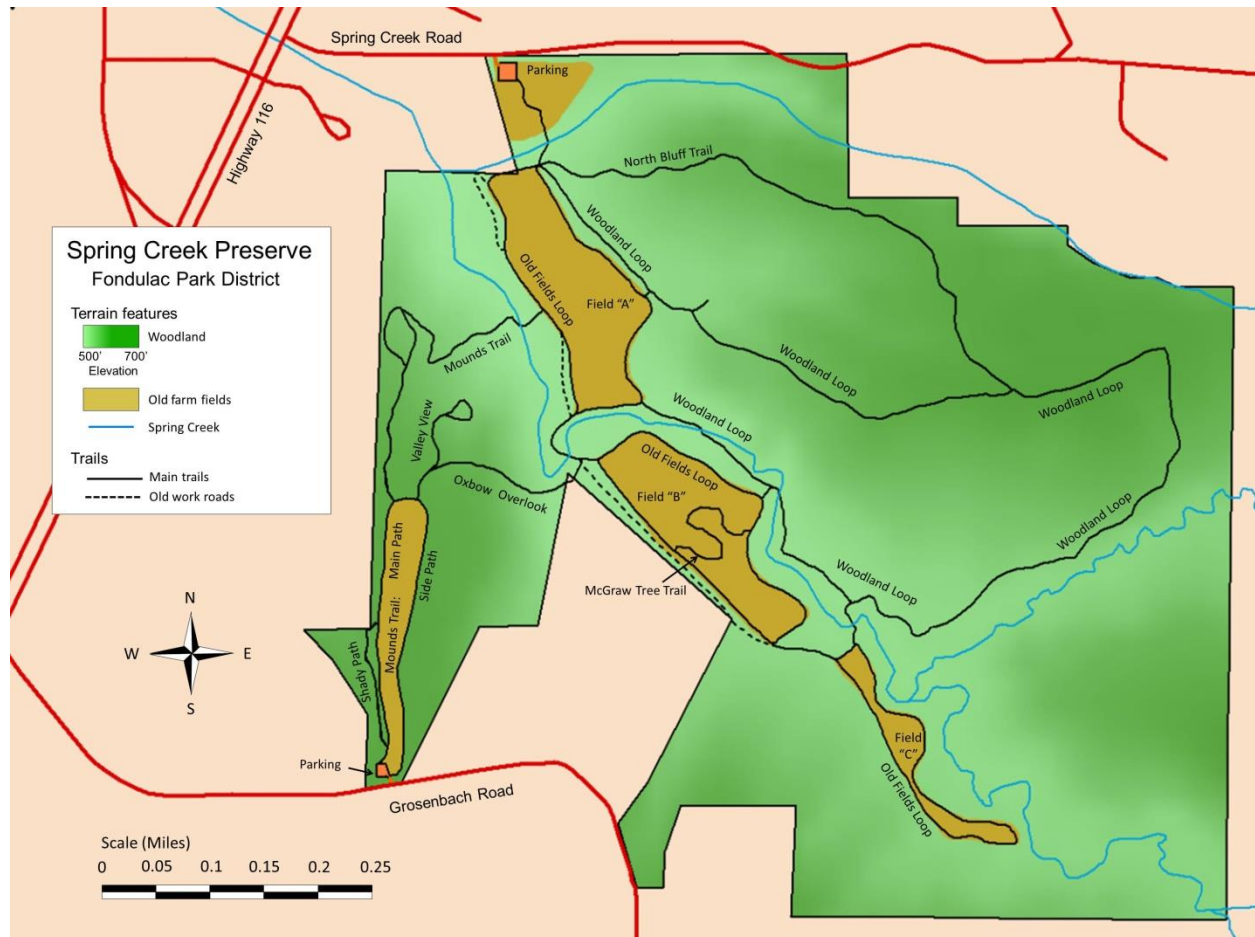 Spring Creek Road
Parking
Highway 116
North Bluff Trail
Woodland Loop
Spring Creek Preserve
Fondulac Park District
Terrain features
Woodland
500' 700'
Elevation
Old farm fields
Spring Creek
Trails
Main trails
Old work roads
Old Fields Loop
Field "A"
Mounds Trail
Woodland Loop
Woodland Loop
Woodland Loop
Valley View
Old Fields Loop
Field "B"
Oxbow Overlook
Woodland Loop
Main Path
Side Path
Mounds Trail:
McGraw Tree Trail
Woodland Loop
N
W E
S
Shady Path
Field
"C"
Old Fields Loop
Parking
Grosenbach Road
Scale (Miles)
0 0.05 0.1 0.15 0.2 0.25